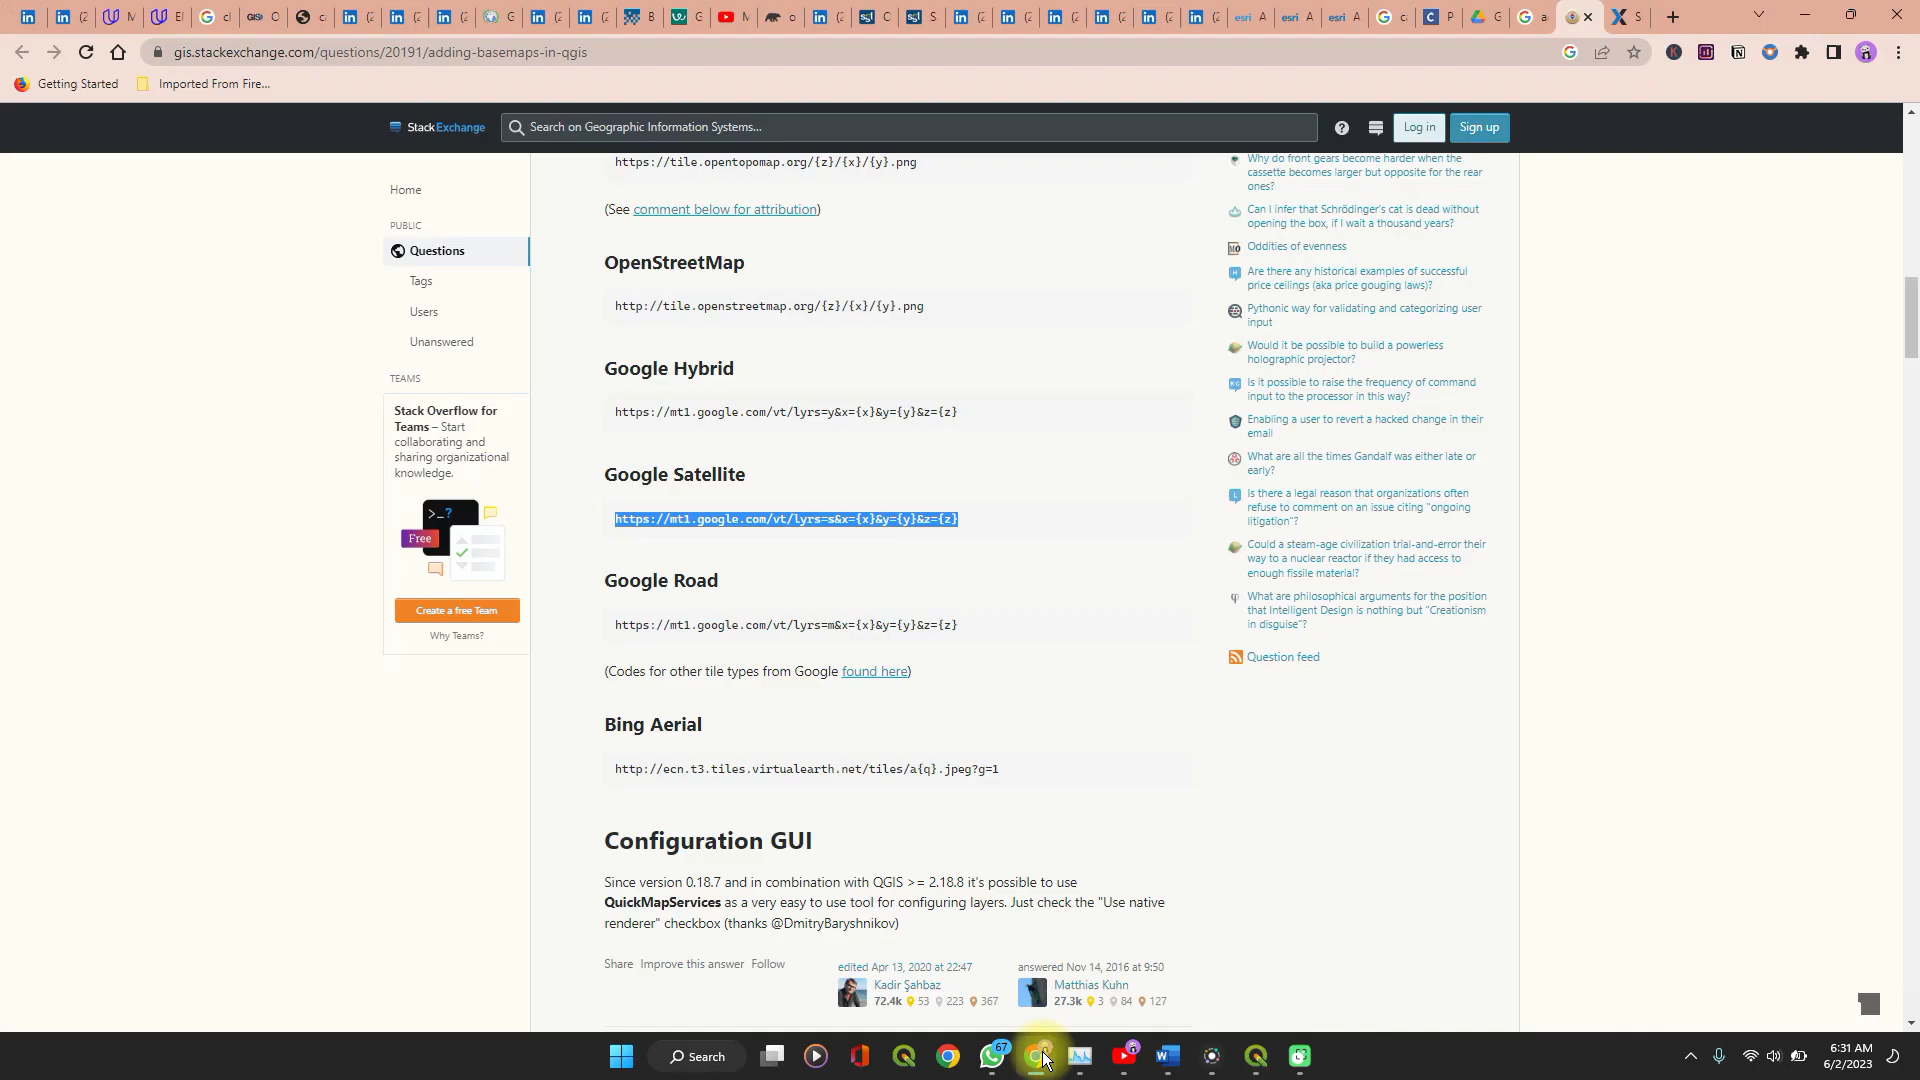 gis.stackexchange.com/questions/20191/adding-basemaps-in-qgis
Getting Started
Imported From Fire...
StackExchange
Search on Geographic Information Systems...
Log in
Sign up
Home
PUBLIC
Questions
Tags
Users
Unanswered
TEAMS
Stack Overflow for
Teams – Start
collaborating and
sharing organizational
knowledge.
>_?
Free
Create a free Team
Why Teams?
https://tile.opentopomap.org/{z}/{x}/{y}.png
(See comment below for attribution)
OpenStreetMap
http://tile.openstreetmap.org/{z}/{x}/{y}.png
Google Hybrid
https://mt1.google.com/vt/lyrs=y&x={x}&y={y}&z={z}
Google Satellite
https://mt1.google.com/vt/lyrs=s&x={x}&y={y}&z={z}
Google Road
https://mt1.google.com/vt/lyrs=m&x={x}&y={y}&z={z}
(Codes for other tile types from Google found here)
Bing Aerial
http://ecn.t3.tiles.virtualearth.net/tiles/a{q}.jpeg?g=1
Configuration GUI
Since version 0.18.7 and in combination with QGIS >= 2.18.8 it's possible to use
QuickMapServices as a very easy to use tool for configuring layers. Just check the "Use native
renderer" checkbox (thanks @DmitryBaryshnikov)
Share Improve this answer Follow
edited Apr 13, 2020 at 22:47
Kadir Şahbaz
72.4k 53 223 367
answered Nov 14, 2016 at 9:50
Matthias Kuhn
27.3k 3 84 127
Why do front gears become harder when the
cassette becomes larger but opposite for the rear
ones?
Can I infer that Schrödinger's cat is dead without
opening the box, if I wait a thousand years?
Oddities of evenness
Are there any historical examples of successful
price ceilings (aka price gouging laws)?
Pythonic way for validating and categorizing user
input
Would it be possible to build a powerless
holographic projector?
Is it possible to raise the frequency of command
input to the processor in this way?
Enabling a user to revert a hacked change in their
email
What are all the times Gandalf was either late or
early?
Is there a legal reason that organizations often
refuse to comment on an issue citing "ongoing
litigation"?
Could a steam-age civilization trial-and-error their
way to a nuclear reactor if they had access to
enough fissile material?
What are philosophical arguments for the position
that Intelligent Design is nothing but "Creationism
in disguise"?
Question feed
Search
67
6:31 AM
6/2/2023